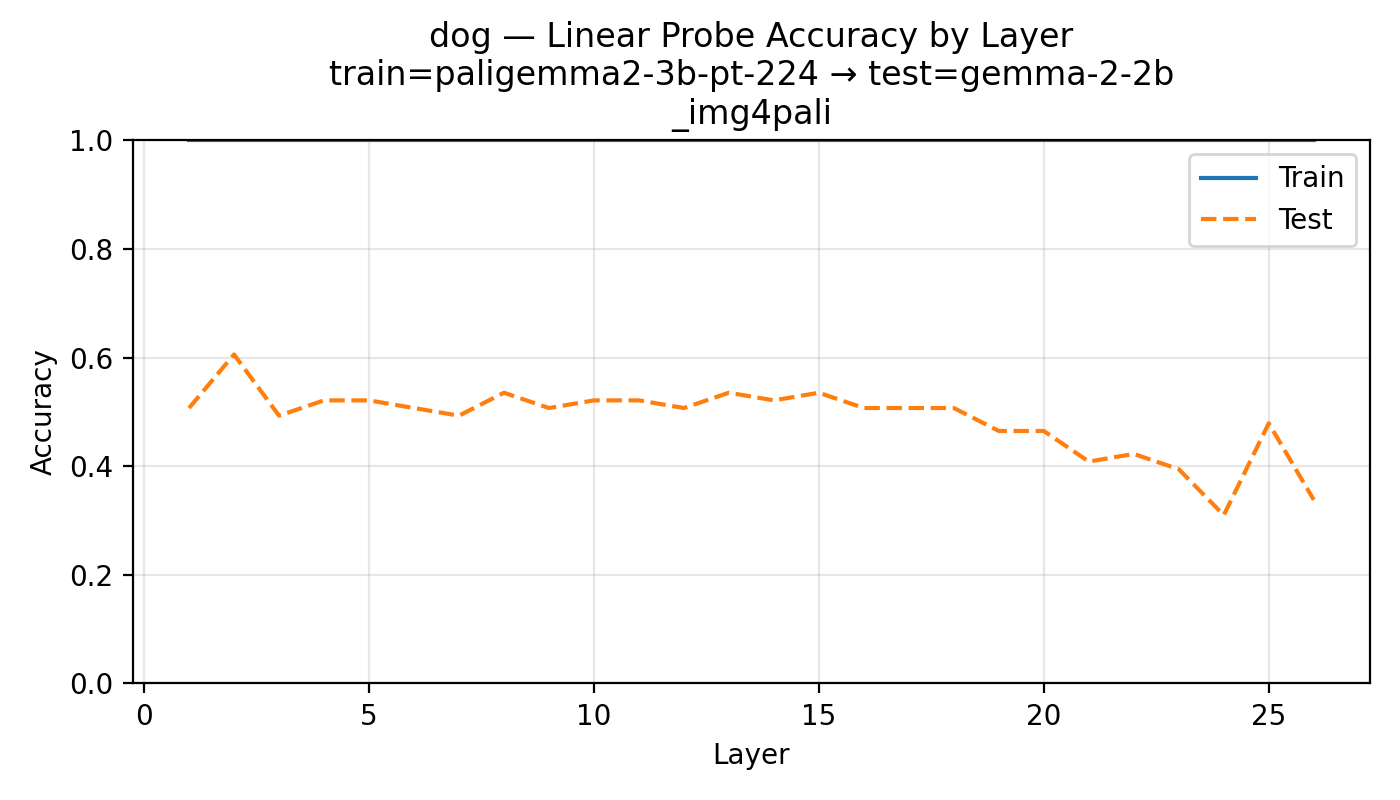 dog — Linear Probe Accuracy by Layer
train=paligemma2-3b-pt-224 → test=gemma-2-2b
_img4pali
1.0
0.8
0.6
0.4
0.2
0.0
Accuracy
Train
Test
0 5 10 15 20 25
Layer